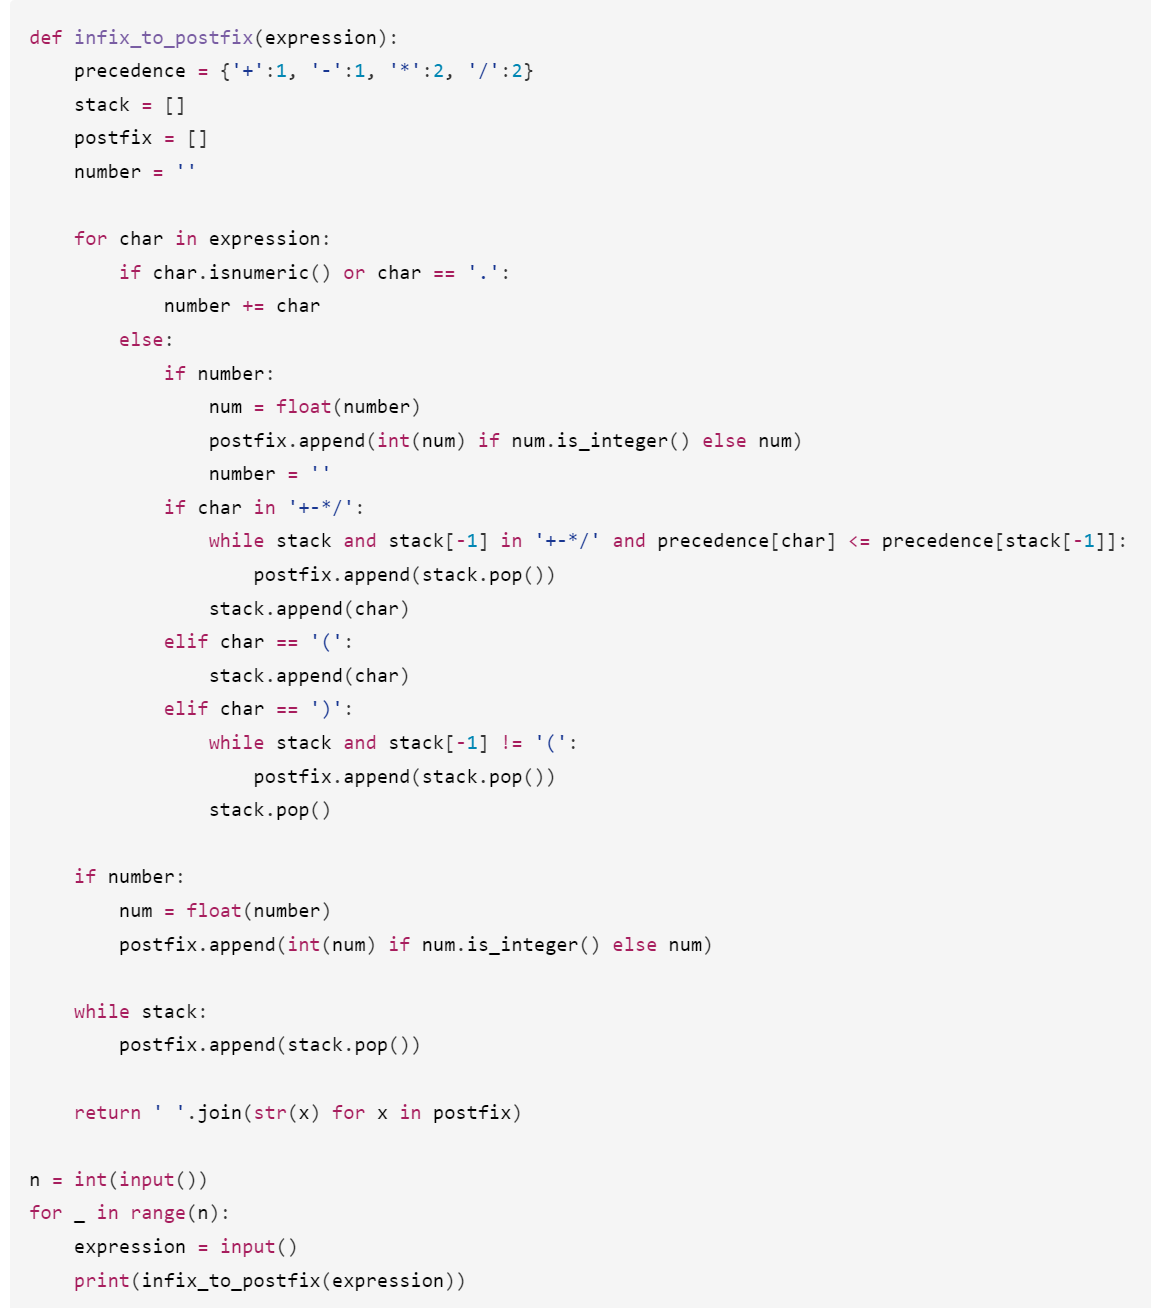 def infix_to_postfix(expression):
    precedence = {'+':1, '-':1, '*':2, '/':2}
    stack = []
    postfix = []
    number = ''

    for char in expression:
        if char.isnumeric() or char == '.':
            number += char
        else:
            if number:
                num = float(number)
                postfix.append(int(num) if num.is_integer() else num)
                number = ''
            if char in '+-*/':
                while stack and stack[-1] in '+-*/' and precedence[char] <= precedence[stack[-1]]:
                    postfix.append(stack.pop())
                stack.append(char)
            elif char == '(':
                stack.append(char)
            elif char == ')':
                while stack and stack[-1] != '(':
                    postfix.append(stack.pop())
                stack.pop()

    if number:
        num = float(number)
        postfix.append(int(num) if num.is_integer() else num)

    while stack:
        postfix.append(stack.pop())

    return ' '.join(str(x) for x in postfix)

n = int(input())
for _ in range(n):
    expression = input()
    print(infix_to_postfix(expression))